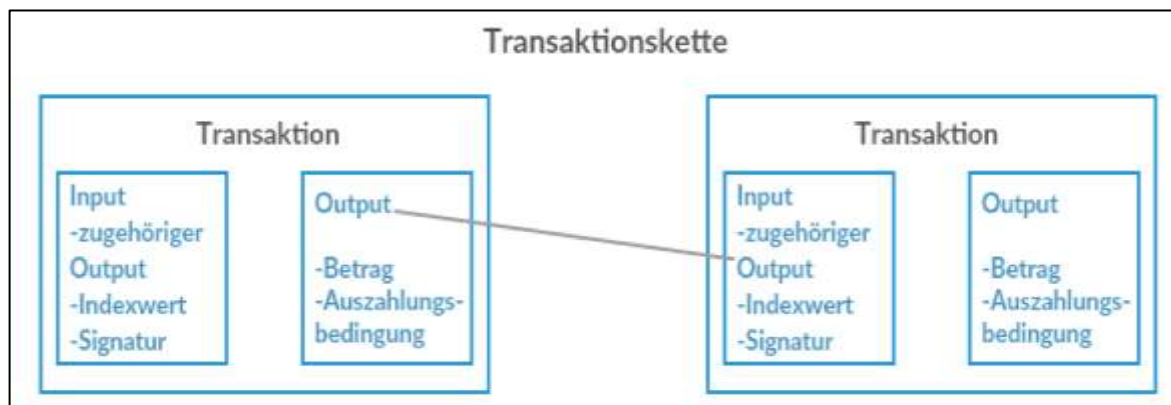 Transaktionskette
Transaktion
Input
-zugehöriger
Output
-Indexwert
-Signatur
Output
-Betrag
-Auszahlungs-
bedingung
Transaktion
Input
-zugehöriger
Output
-Indexwert
-Signatur
Output
-Betrag
-Auszahlungs-
bedingung